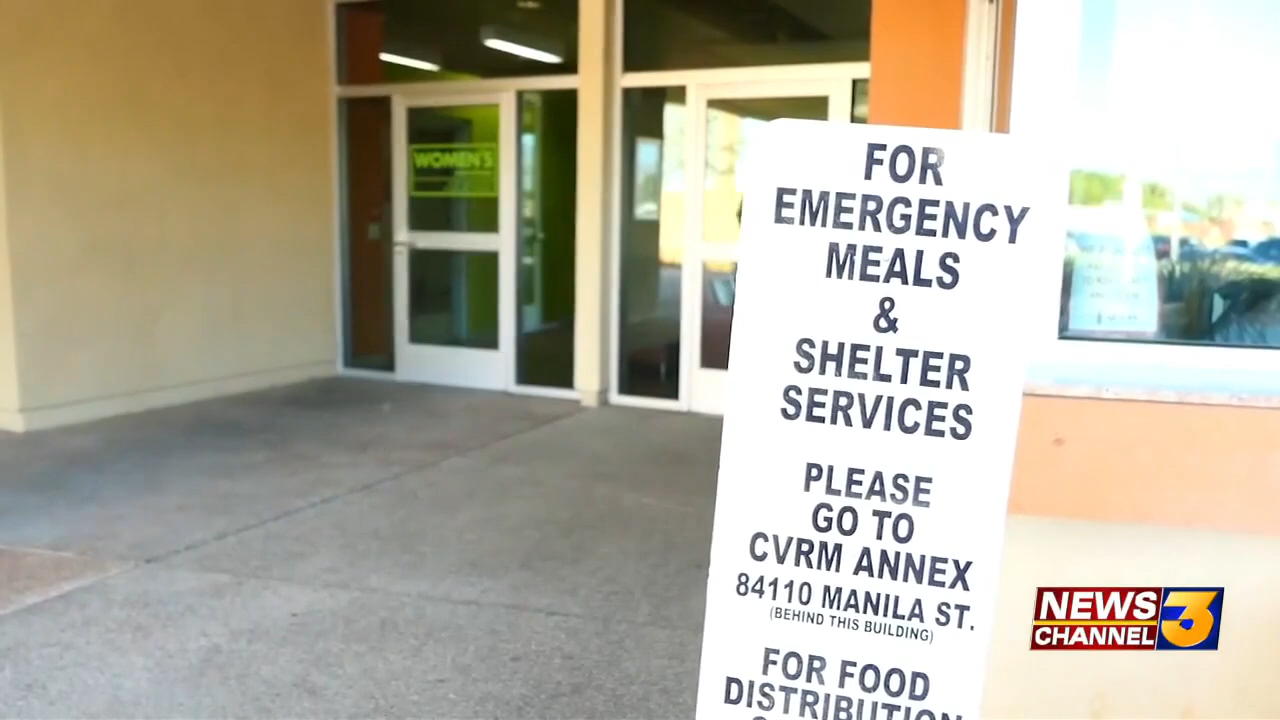 WOMEN'S
FOR
EMERGENCY
MEALS
&
SHELTER
SERVICES
PLEASE
GO TO
CVRM ANNEX
84110 MANILA ST.
(BEHIND THIS BUILDING)
FOR FOOD
DISTRIBUTION
NEWS
CHANNEL
3